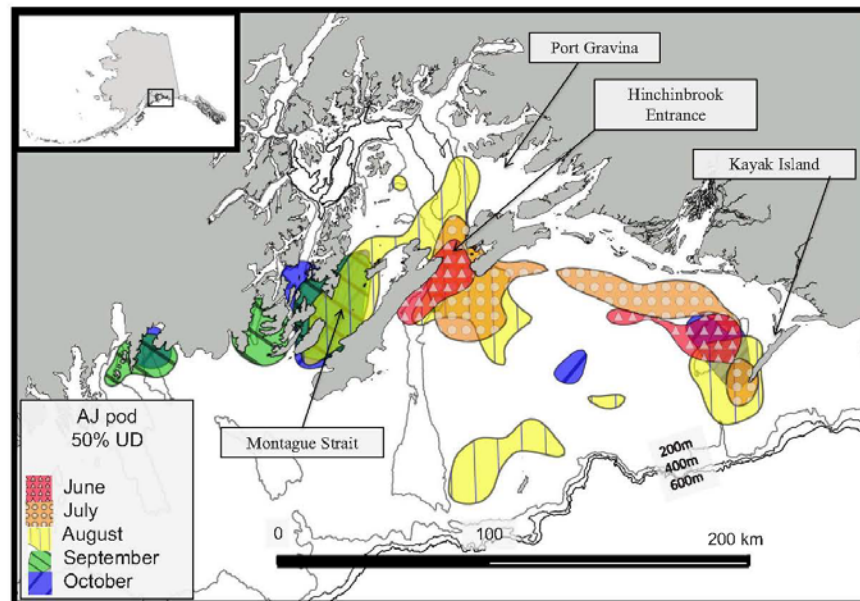 Port Gravina
Hinchinbrook
Entrance
Kayak Island
Montague Strait
AJ pod
50% UD
June
July
August
September
October
200m
400m
600m
0
100
200 km